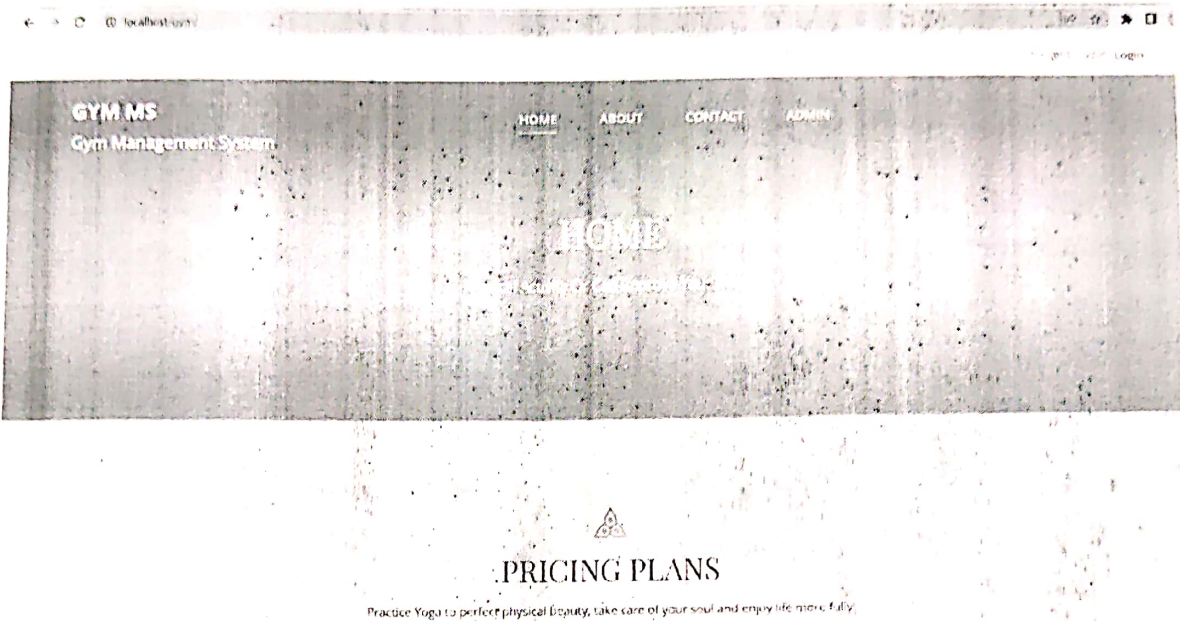 Login
GYM MS
Gym Management System
HOME ABOUT CONTACT ADMIN
HOME
PRICING PLANS
Practice Yoga to perfect physical Beauty, take care of your soul and enjoy life more fully.